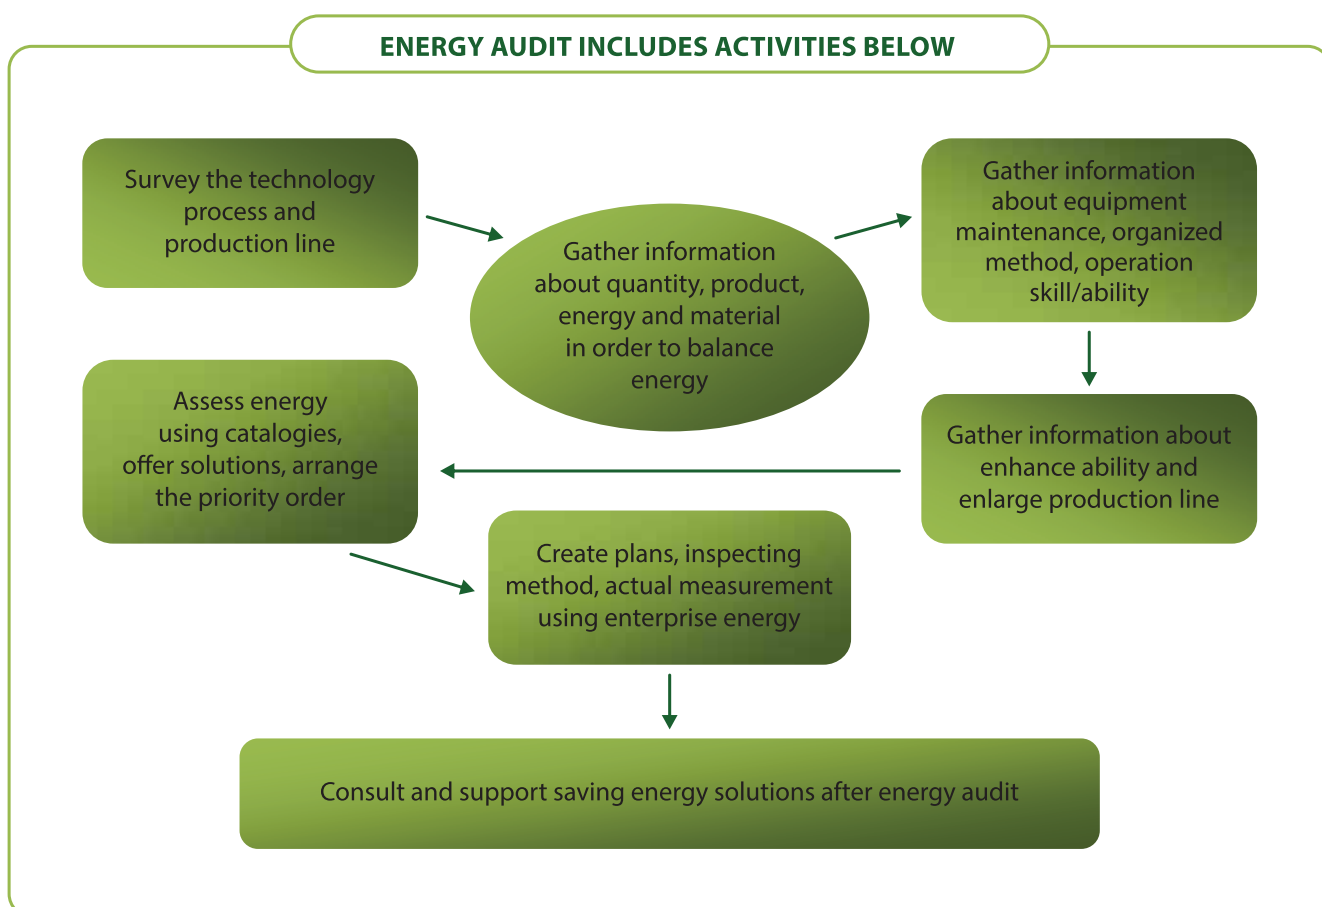 ENERGY AUDIT INCLUDES ACTIVITIES BELOW
Survey the technology
process and
production line
Gather information
about quantity, product,
energy and material
in order to balance
energy
Gather information
about equipment
maintenance, organized
method, operation
skill/ability
Gather information about
enhance ability and
enlarge production line
Assess energy
using catalogies,
offer solutions, arrange
the priority order
Create plans, inspecting
method, actual measurement
using enterprise energy
Consult and support saving energy solutions after energy audit